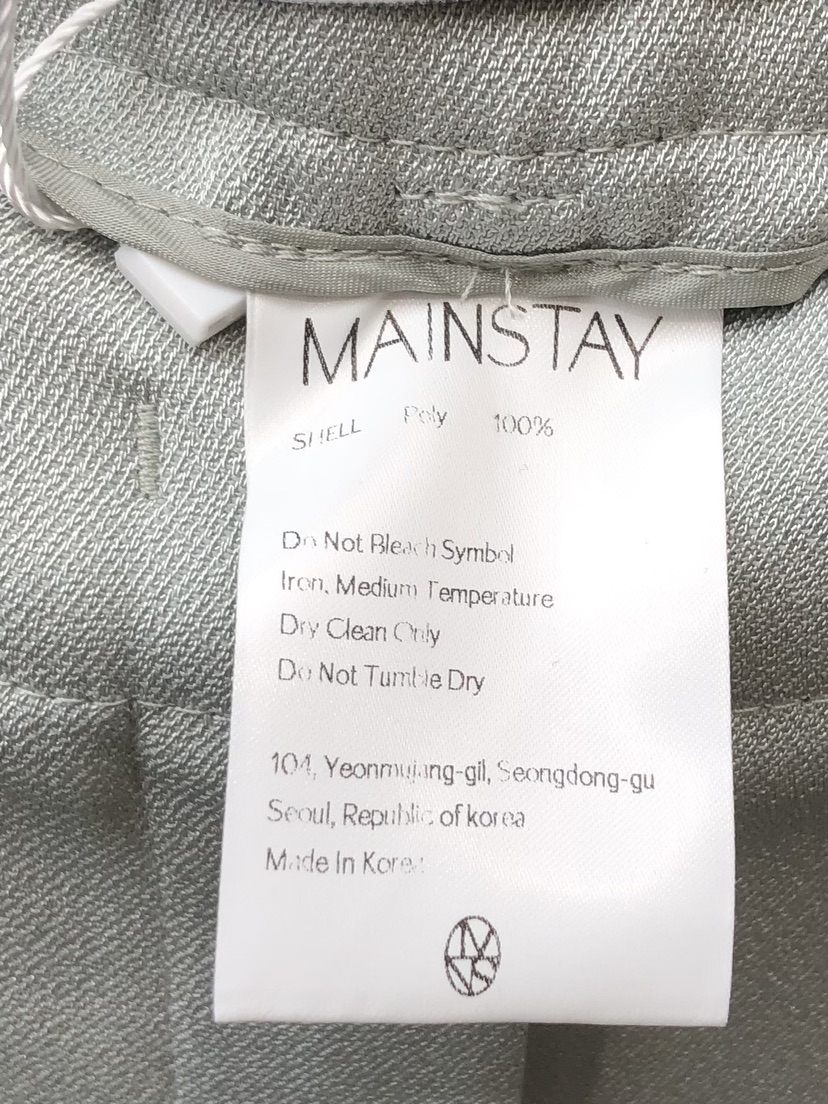 MAINSTAY
SHELL Poly 100%
Do Not Bleach Symbol
Iron, Medium Temperature
Dry Clean Only
Do Not Tumble Dry
104, Yeonmujang-gil, Seongdong-gu
Seoul, Republic of korea
Made In Korea